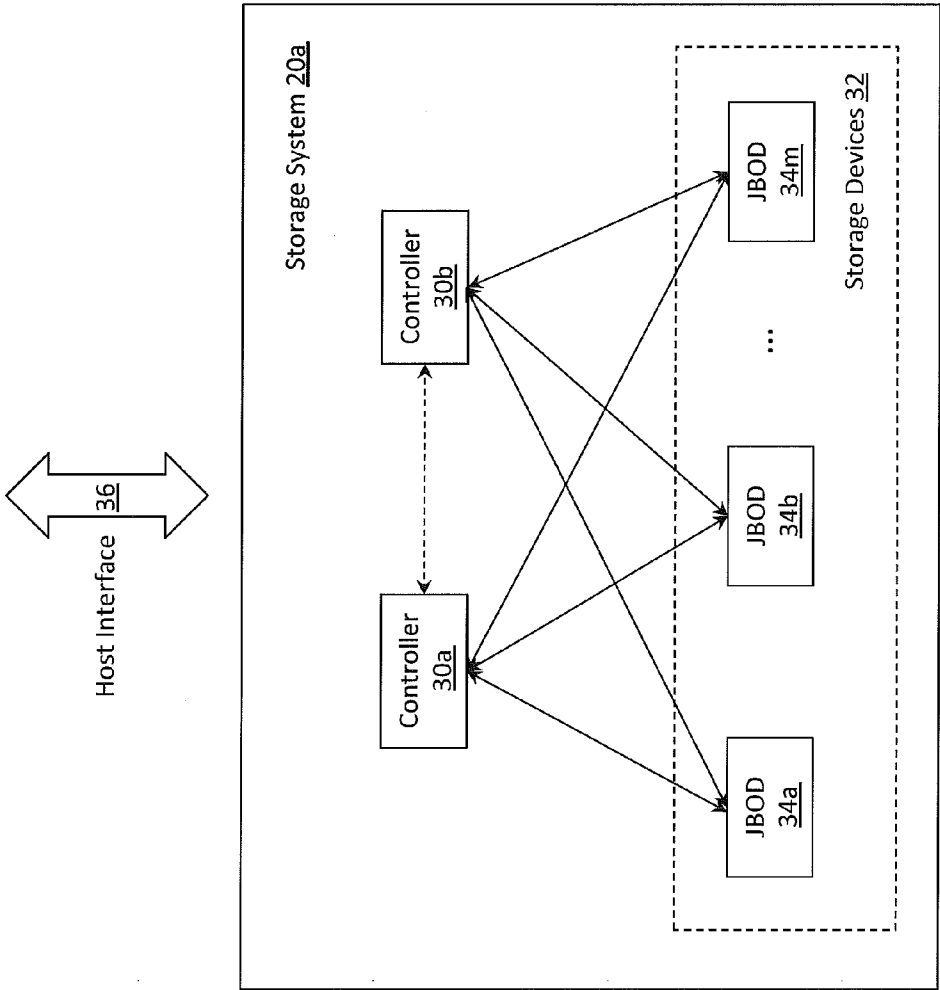 Host Interface 36
Storage System 20a
Controller
30a
Controller
30b
JBOD
34a
JBOD
34b
...
JBOD
34m
Storage Devices 32